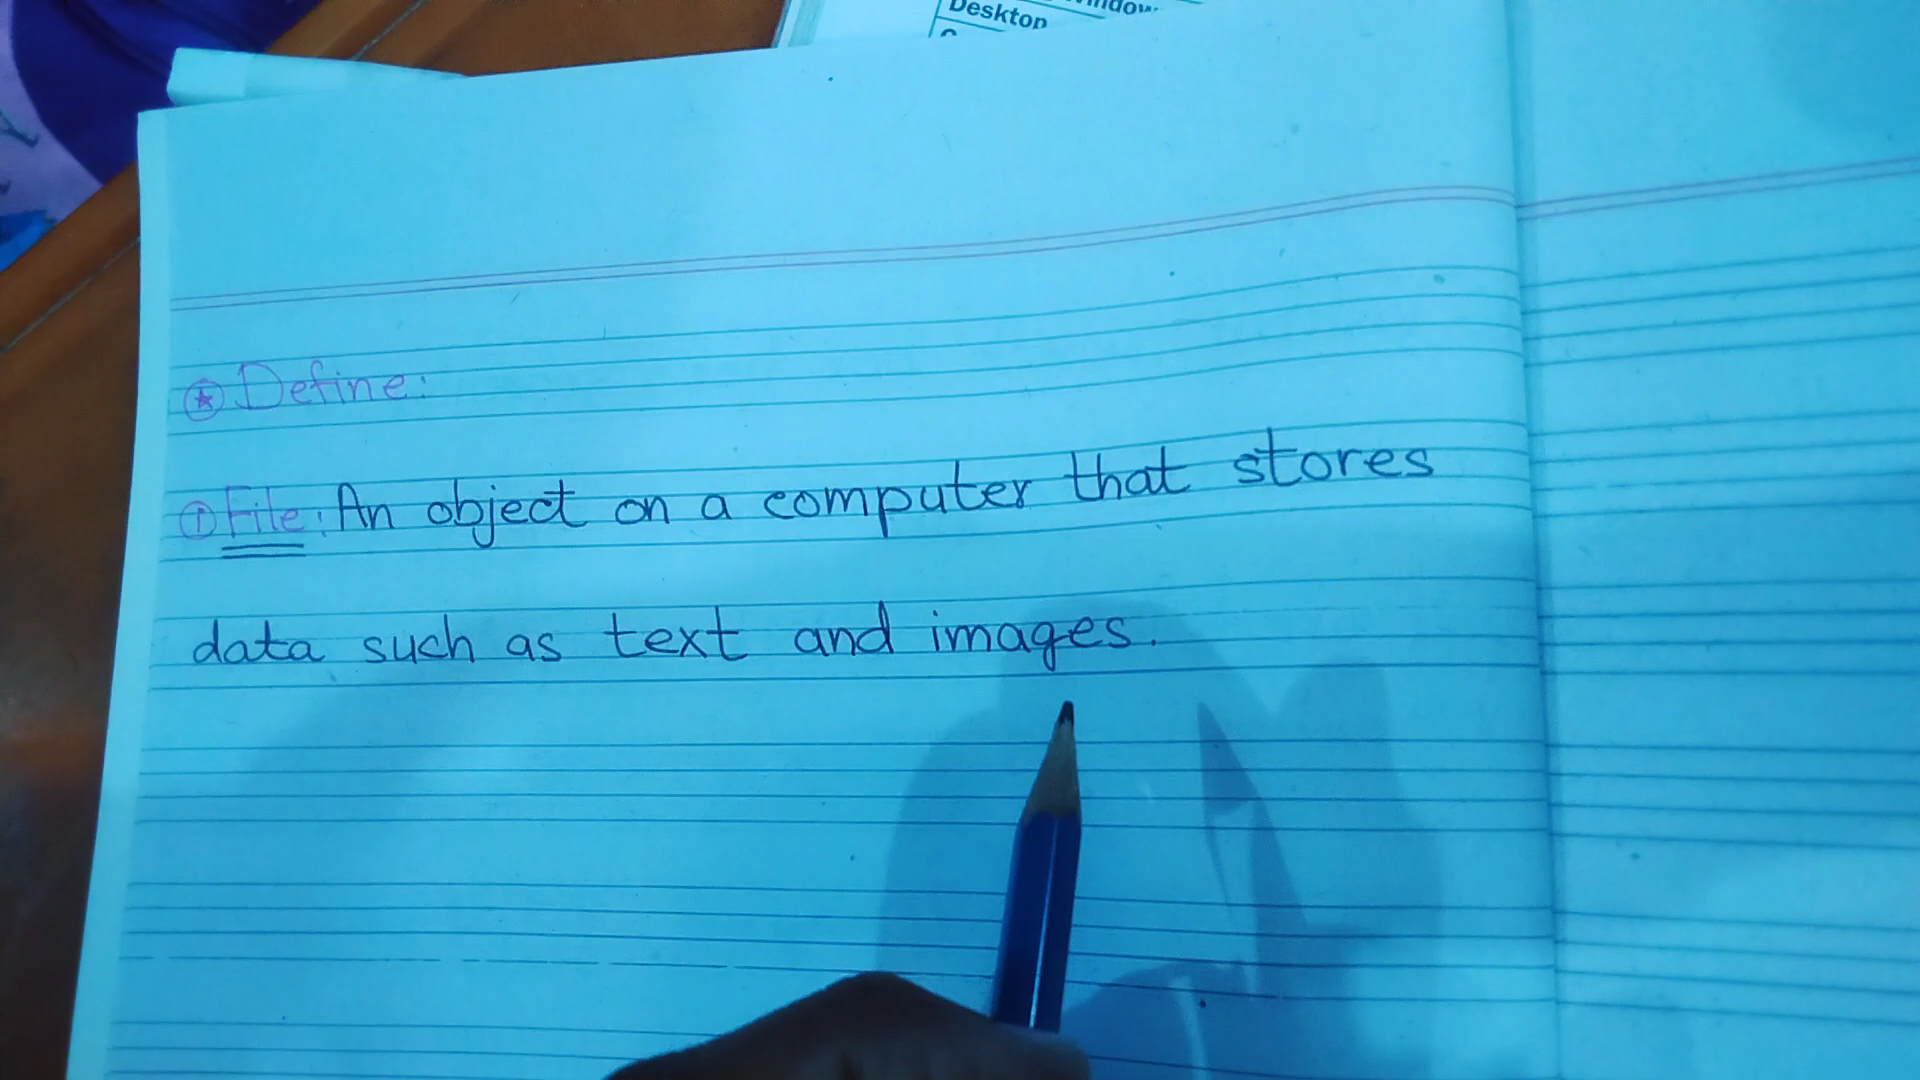 Desktop
⍟ Define:
① File: An object on a computer that stores
data such as text and images.